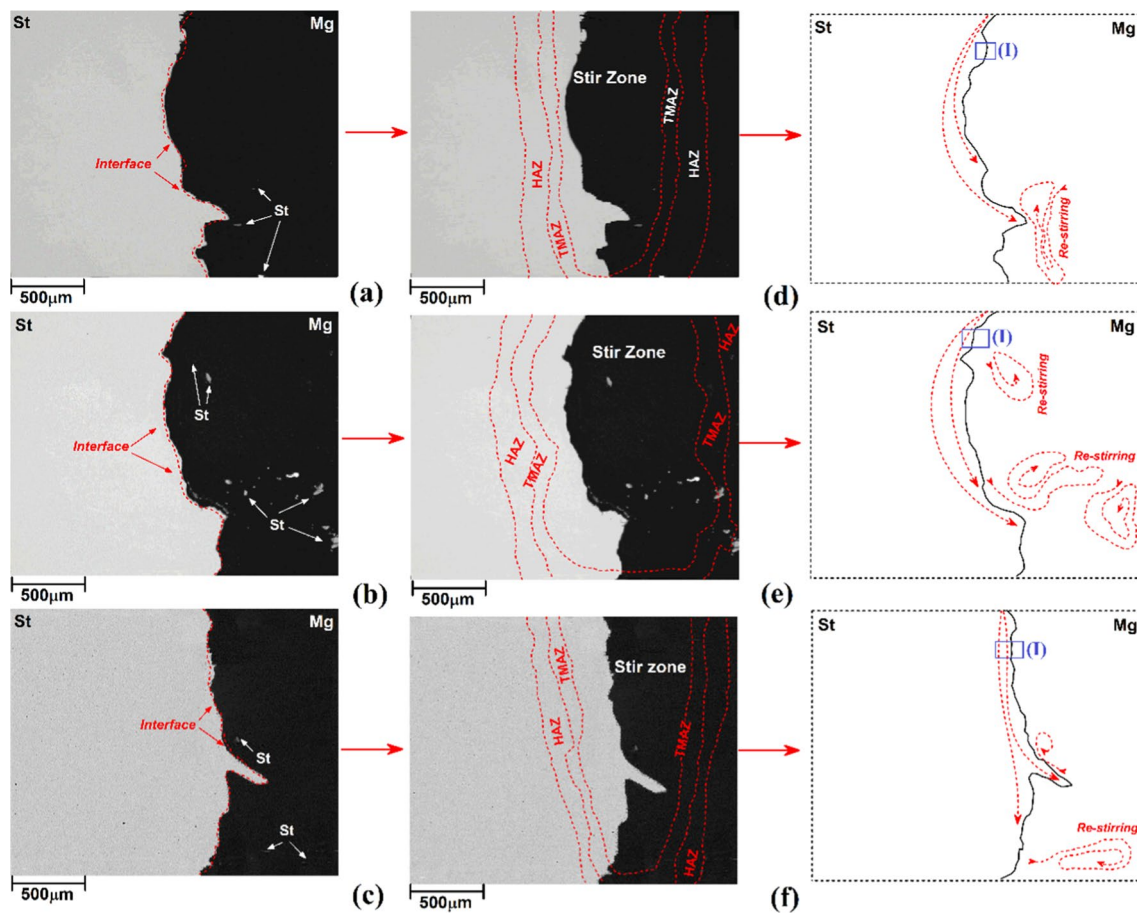 St
Mg
Interface
St
500µm
(a)
Stir Zone
HAZ
TMAZ
TMAZ
HAZ
500µm
(d)
St
Mg
(I)
Re-stirring
St
Mg
St
Interface
St
500µm
(b)
Stir Zone
HAZ
HAZ
TMAZ
TMAZ
500µm
(e)
St
Mg
(I)
Re-stirring
Re-stirring
St
Mg
Interface
St
St
500µm
(c)
Stir zone
TMAZ
HAZ
TMAZ
HAZ
500µm
(f)
St
Mg
(I)
Re-stirring